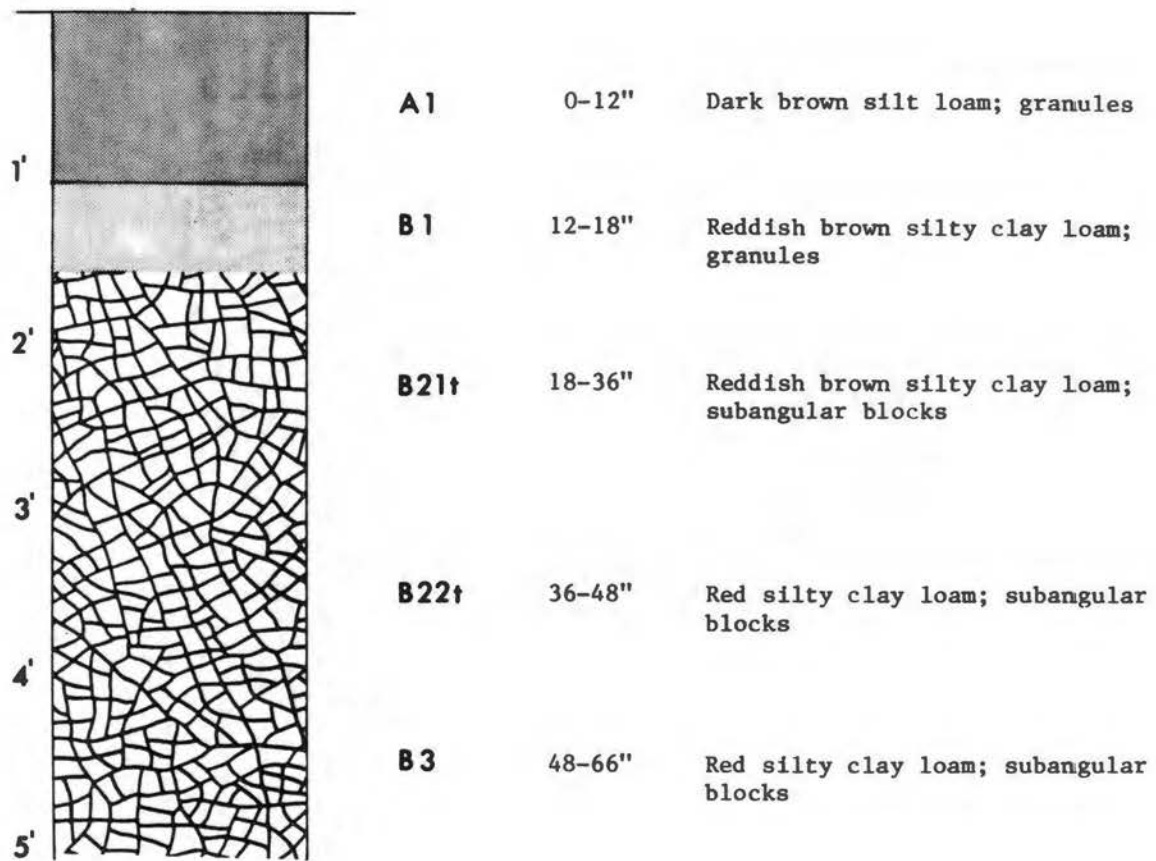 A1 0-12" Dark brown silt loam; granules
1'
B1 12-18" Reddish brown silty clay loam;
granules
2'
B21t 18-36" Reddish brown silty clay loam;
subangular blocks
3'
B22t 36-48" Red silty clay loam; subangular
blocks
4'
B3 48-66" Red silty clay loam; subangular
blocks
5'